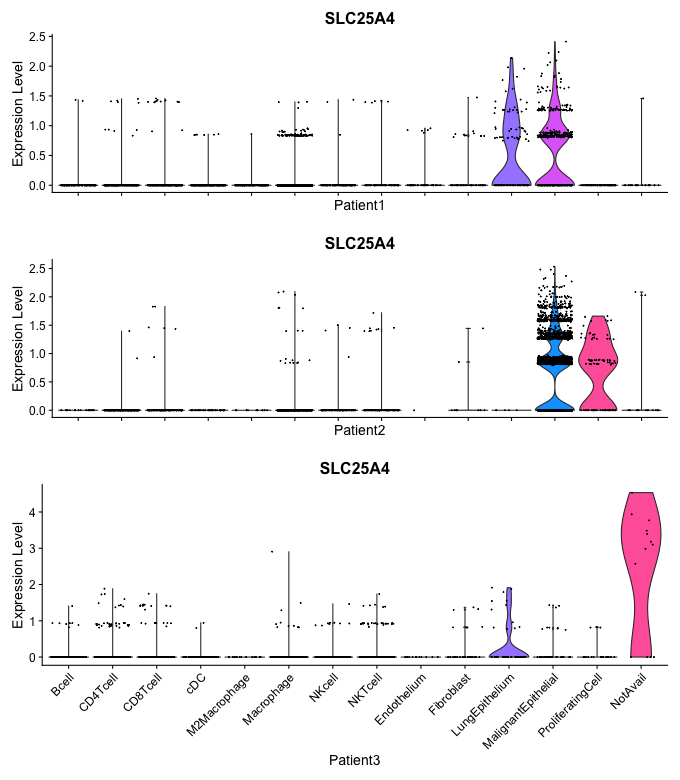 SLC25A4
Expression Level
2.5
2.0
1.5
1.0
0.5
0.0
Patient1
SLC25A4
Expression Level
2.5
2.0
1.5
1.0
0.5
0.0
Patient2
SLC25A4
Expression Level
4
3
2
1
0
Bcell
CD4Tcell
CD8Tcell
cDC
M2Macrophage
Macrophage
NKcell
NKTcell
Endothelium
Fibroblast
LungEpithelium
MalignantEpithelial
ProliferatingCell
NotAvail
Patient3